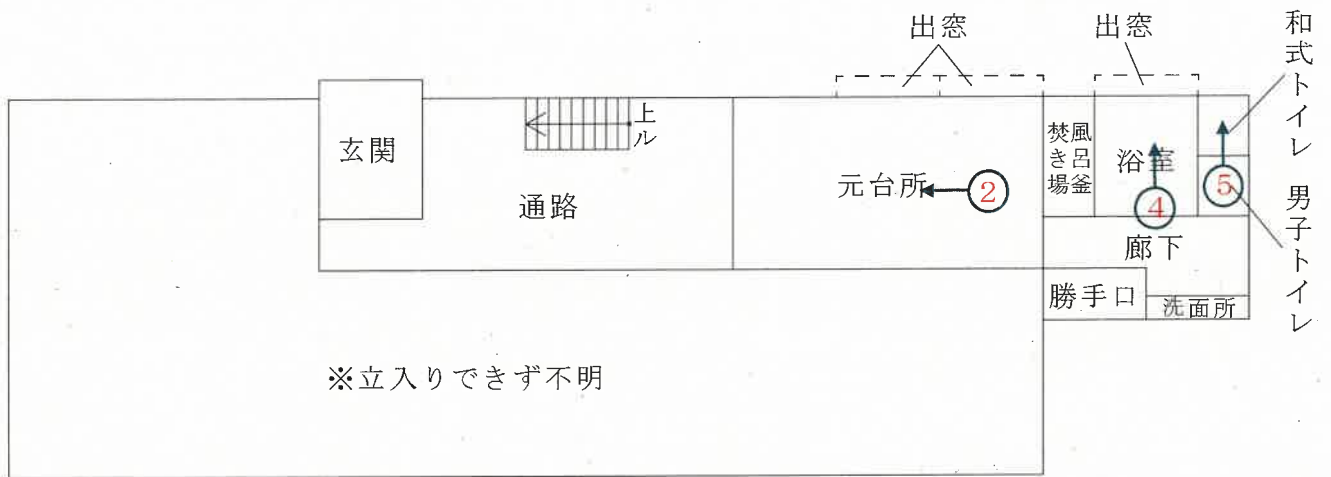 出窓
出窓
和式トイレ
男子トイレ
玄関
上ル
通路
元台所
②
風呂釜
焚き場
浴室
④
⑤
廊下
勝手口
洗面所
※立入りできず不明